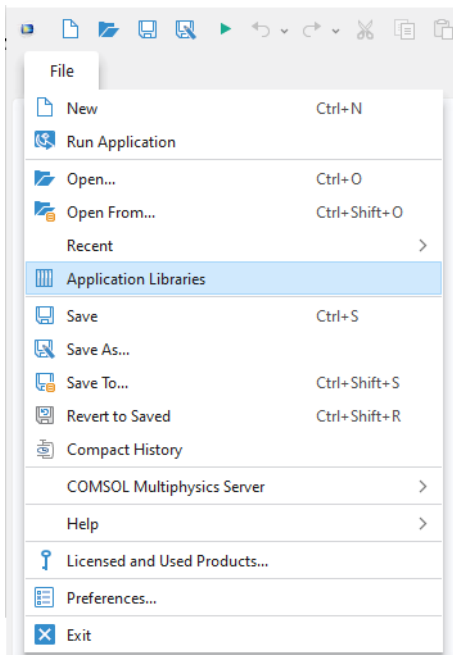 File
New Ctrl+N
Run Application
Open... Ctrl+O
Open From... Ctrl+Shift+O
Recent
Application Libraries
Save Ctrl+S
Save As...
Save To... Ctrl+Shift+S
Revert to Saved Ctrl+Shift+R
Compact History
COMSOL Multiphysics Server
Help
Licensed and Used Products...
Preferences...
Exit